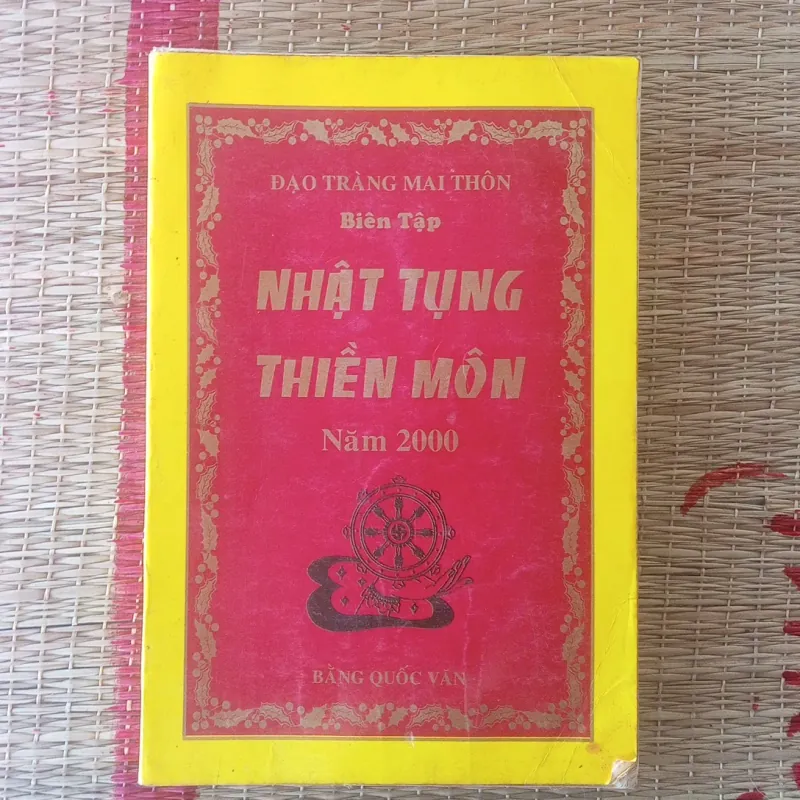 ĐẠO TRÀNG MAI THÔN
Biên Tập
NHẬT TỤNG
THIỀN MÔN
Năm 2000
BẰNG QUỐC VĂN